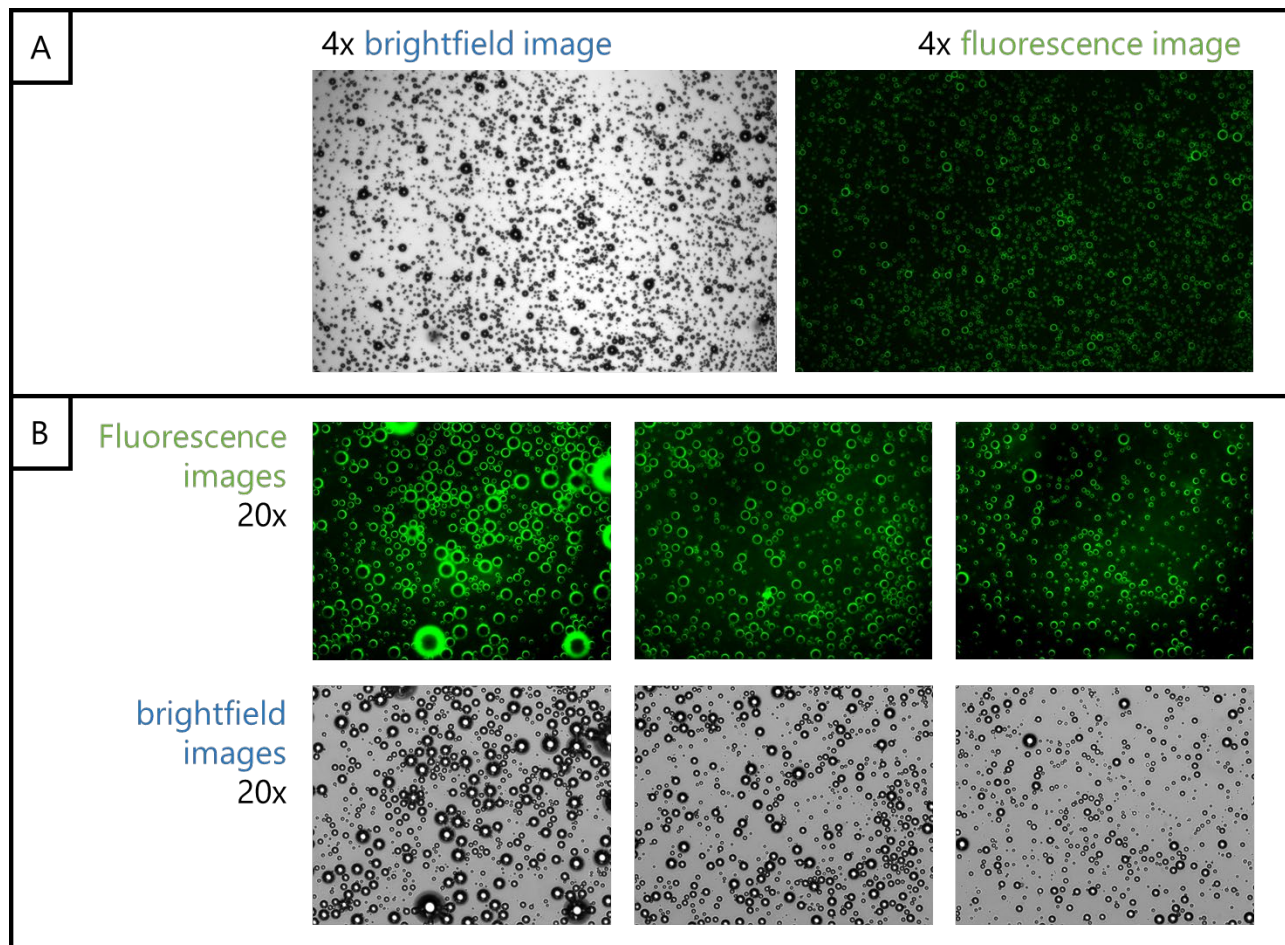 A
4x brightfield image
4x fluorescence image
B
Fluorescence
images
20x
brightfield
images
20x